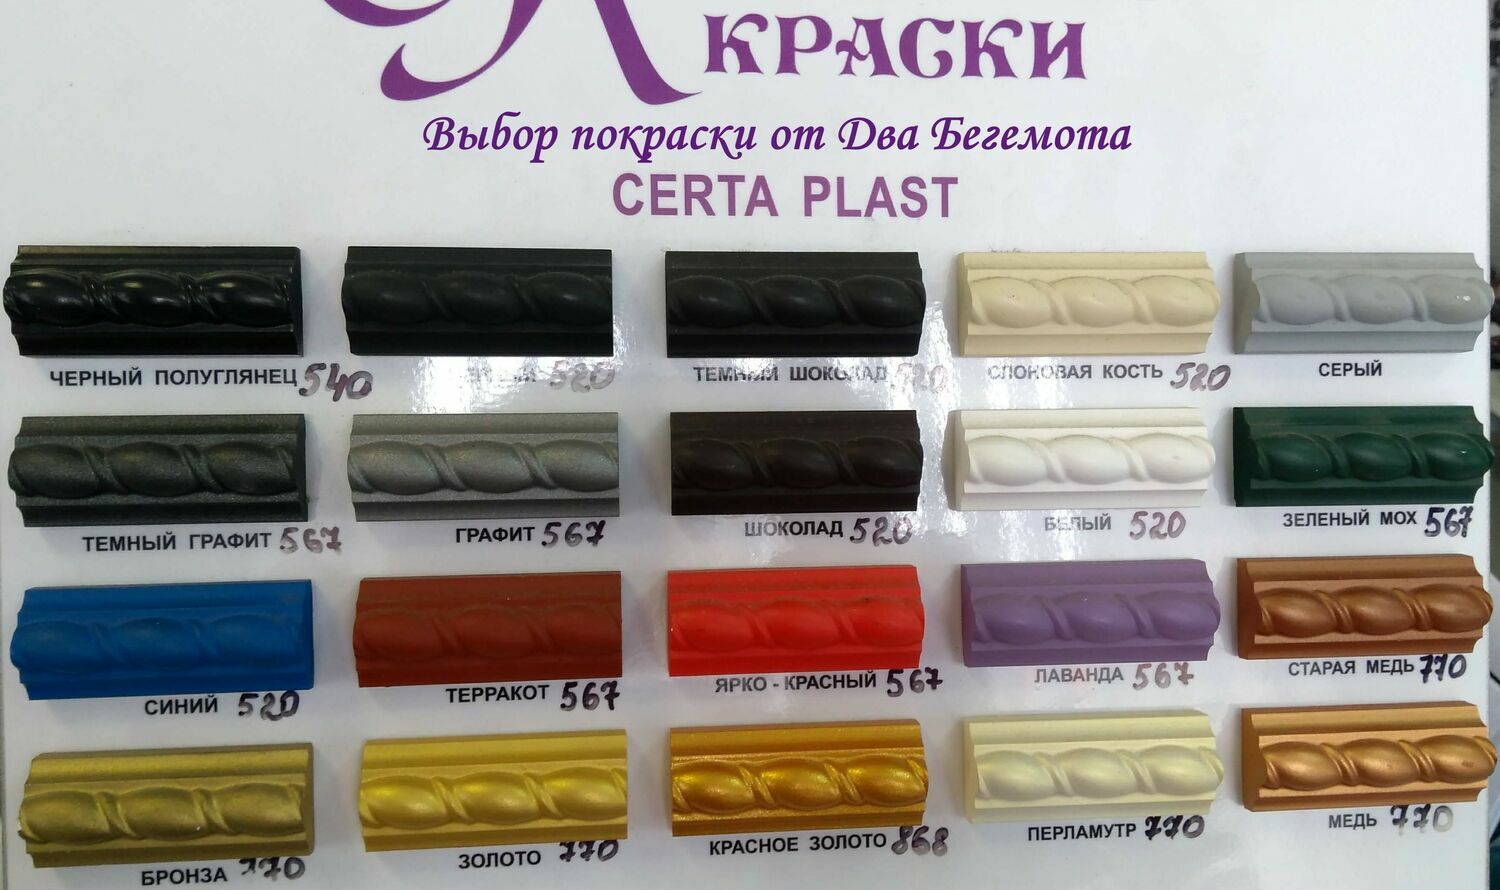 КРАСКИ
Выбор покраски от Два Бегемота
CERTA PLAST
ЧЕРНЫЙ ПОЛУГЛЯНЕЦ 540
520
ТЕМНЫЙ ШОКОЛАД 520
СЛОНОВАЯ КОСТЬ 520
СЕРЫЙ
ТЕМНЫЙ ГРАФИТ 567
ГРАФИТ 567
ШОКОЛАД 520
БЕЛЫЙ 520
ЗЕЛЕНЫЙ МОХ 567
СИНИЙ 520
ТЕРРАКОТ 567
ЯРКО - КРАСНЫЙ 567
ЛАВАНДА 567
СТАРАЯ МЕДЬ 770
БРОНЗА 770
ЗОЛОТО 770
КРАСНОЕ ЗОЛОТО 868
ПЕРЛАМУТР 770
МЕДЬ 770